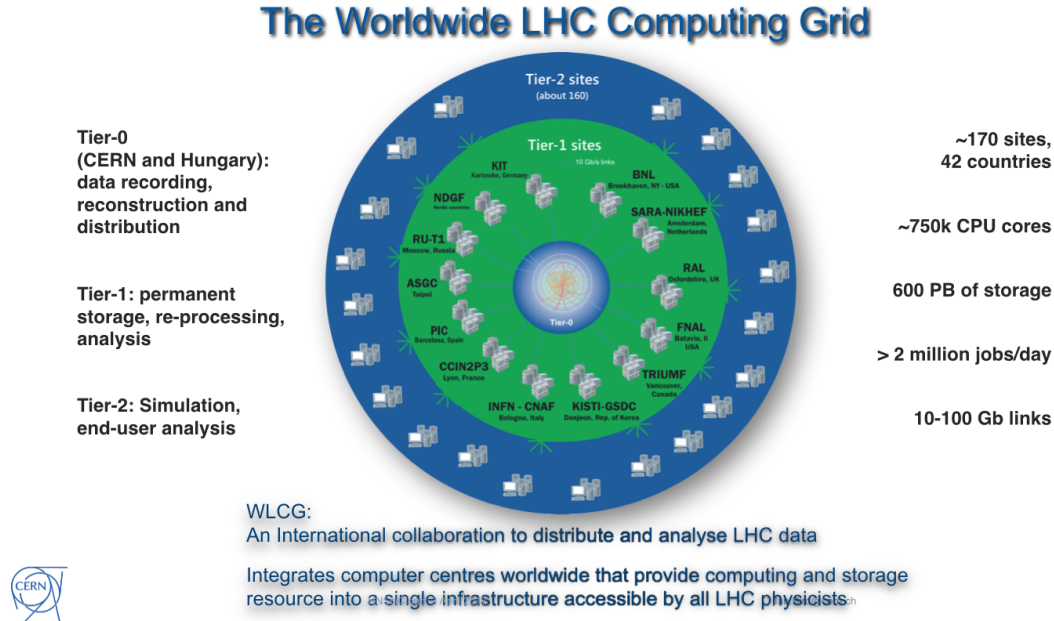 The Worldwide LHC Computing Grid
Tier-0
(CERN and Hungary):
data recording,
reconstruction and
distribution
Tier-1: permanent
storage, re-processing,
analysis
Tier-2: Simulation,
end-user analysis
Tier-2 sites
(about 160)
Tier-1 sites
10 Gb/s links
KIT
Karlsruhe, Germany
BNL
Brookhaven, NY - USA
NDGF
Nordic countries
SARA-NIKHEF
Amsterdam,
Netherlands
RU-T1
Moscow, Russia
RAL
Oxfordshire, UK
ASGC
Taipei
PIC
Barcelona, Spain
FNAL
Batavia, Il
USA
CCIN2P3
Lyon, France
TRIUMF
Vancouver,
Canada
INFN - CNAF
Bologna, Italy
KISTI-GSDC
Daejeon, Rep. of Korea
Tier-0
~170 sites,
42 countries
~750k CPU cores
600 PB of storage
> 2 million jobs/day
10-100 Gb links
WLCG:
An International collaboration to distribute and analyse LHC data
Integrates computer centres worldwide that provide computing and storage
resource into a single infrastructure accessible by all LHC physicists
CERN